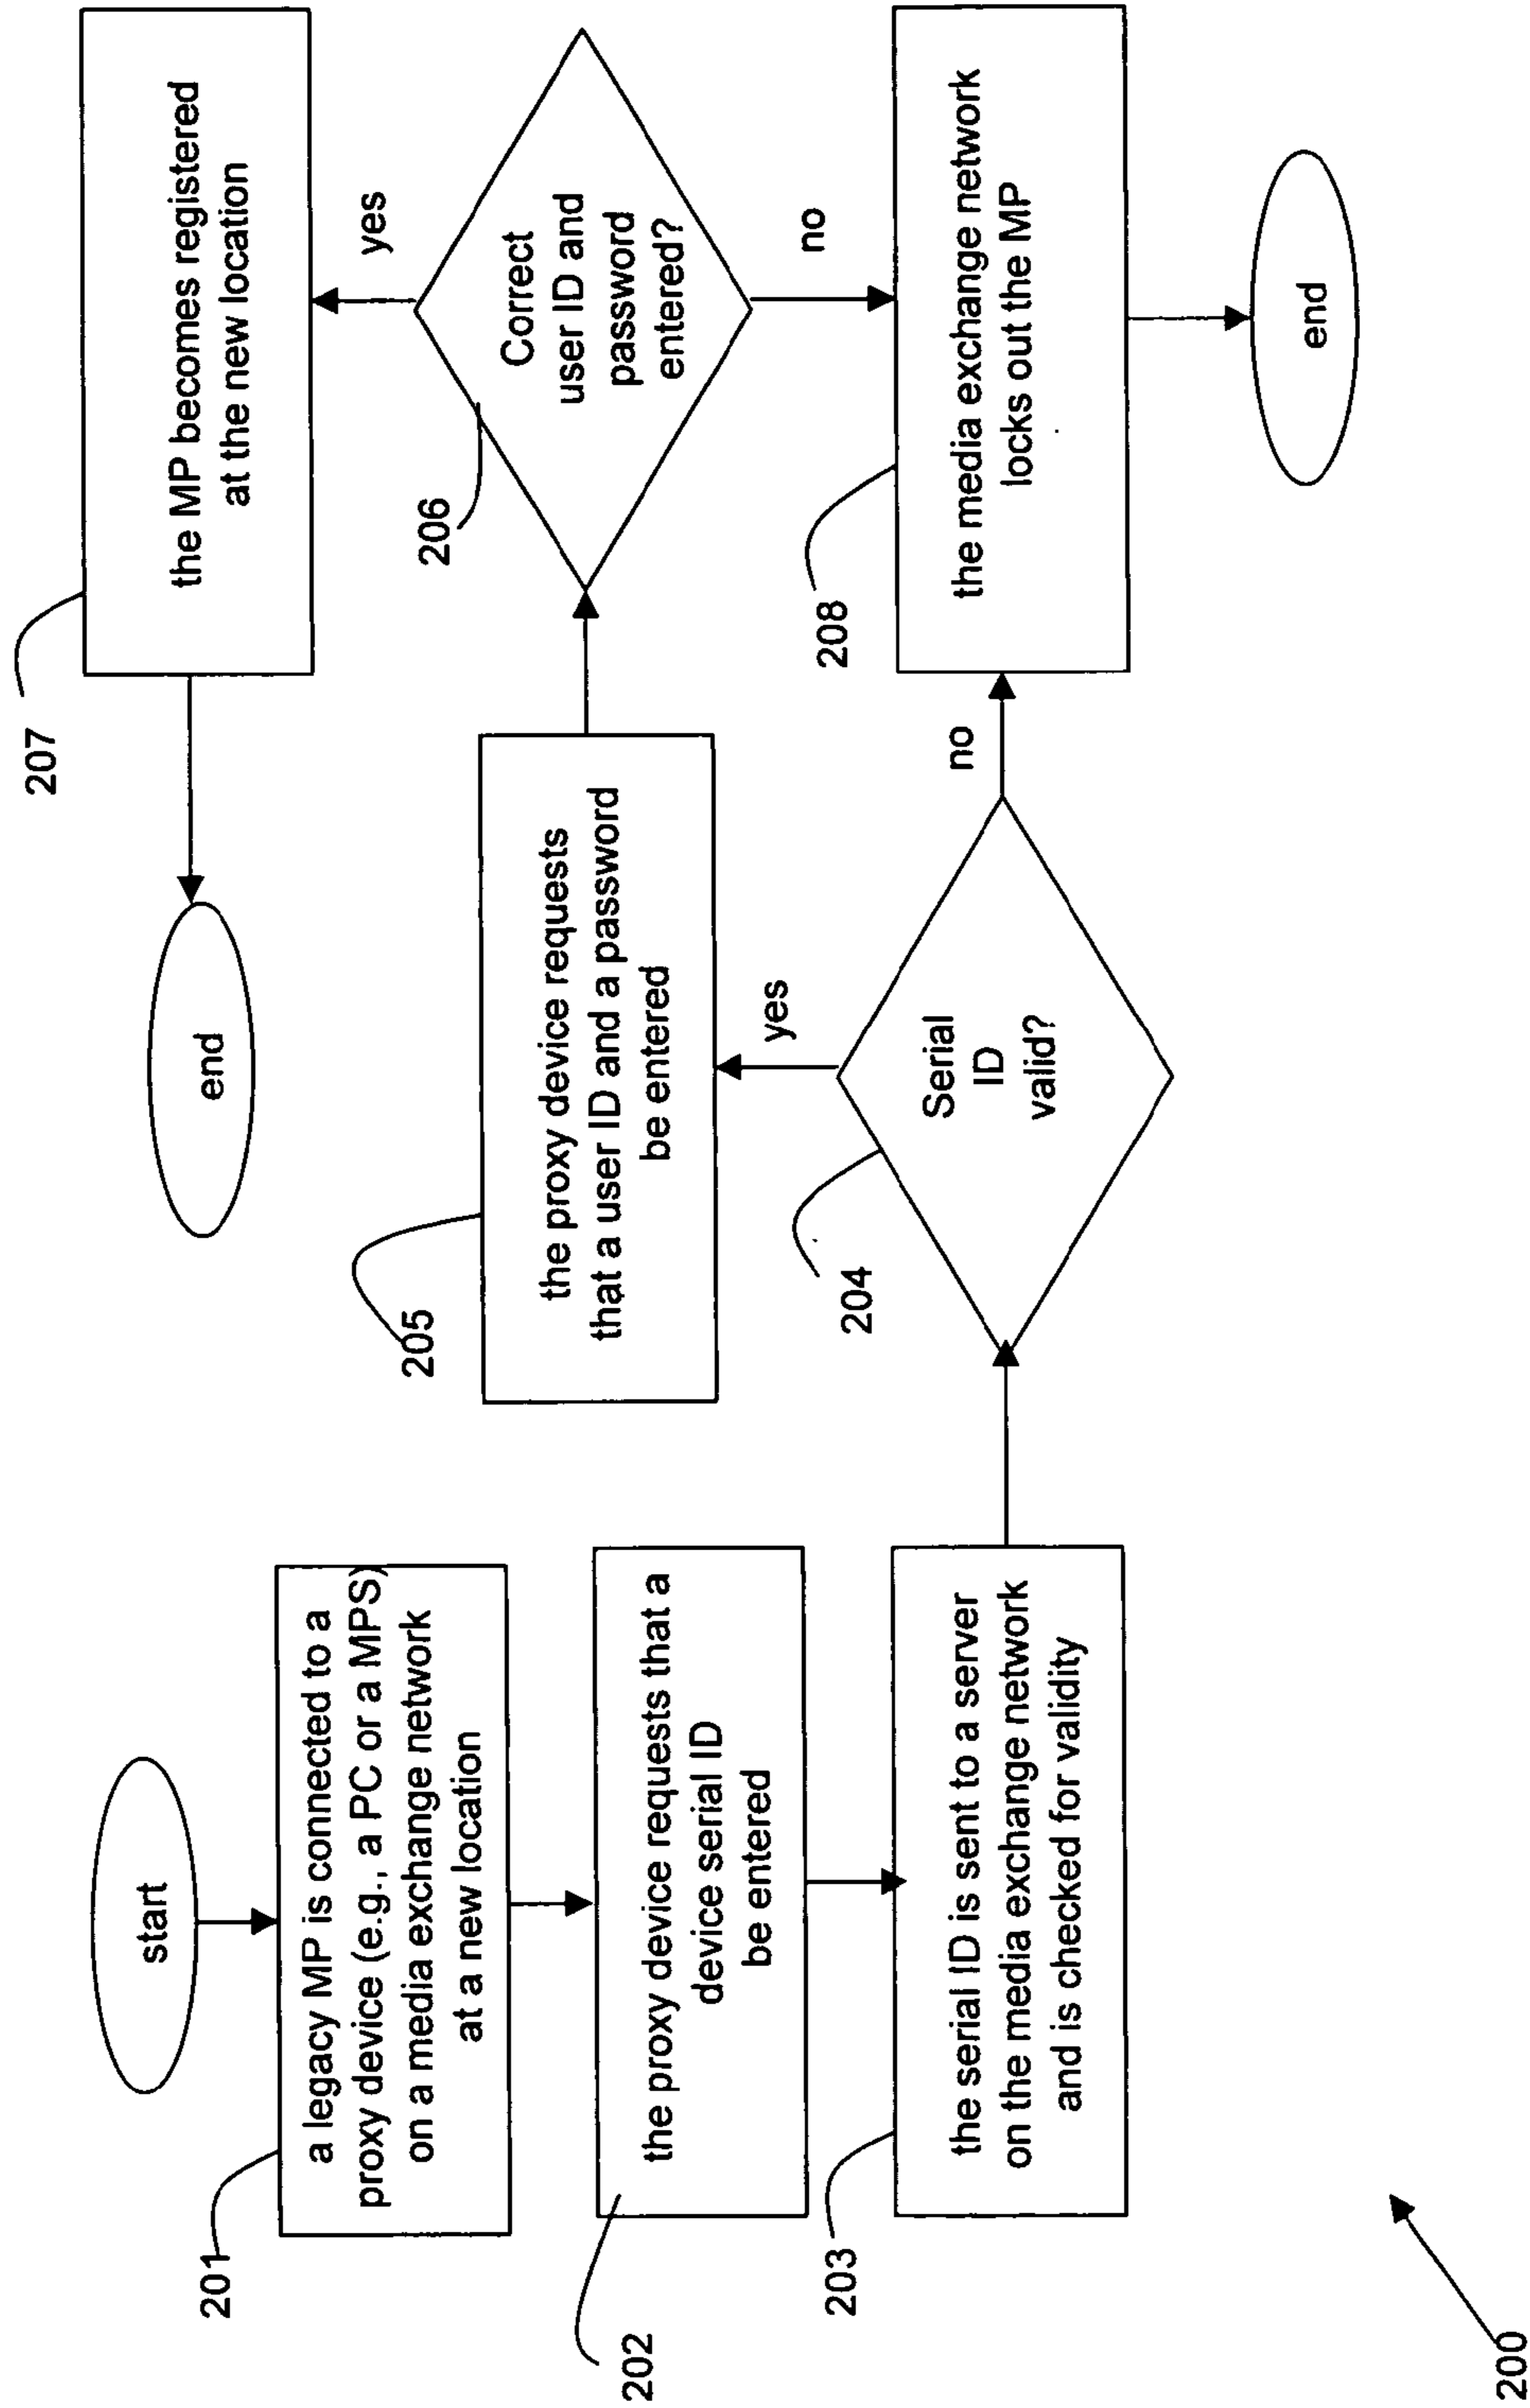 start
201
a legacy MP is connected to a
proxy device (e.g., a PC or a MPS)
on a media exchange network
at a new location
202
the proxy device requests that a
device serial ID
be entered
203
the serial ID is sent to a server
on the media exchange network
and is checked for validity
204
Serial
ID
valid?
yes
no
205
the proxy device requests
that a user ID and a password
be entered
206
Correct
user ID and
password
entered?
yes
no
207
the MP becomes registered
at the new location
end
208
the media exchange network
locks out the MP
end
200